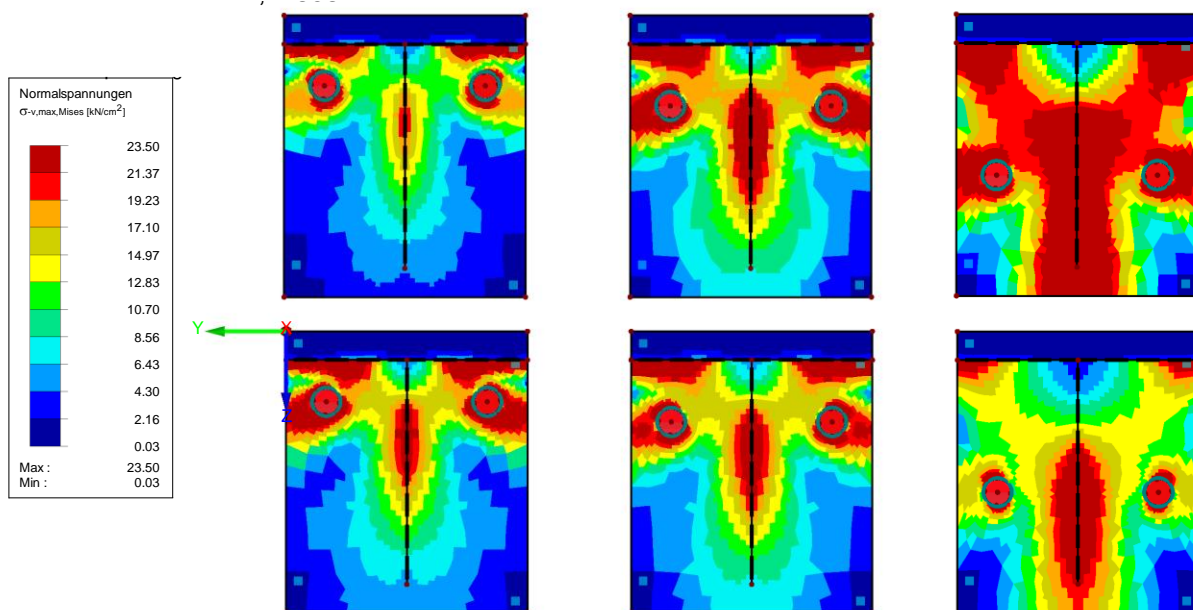 Normalspannungen
σ-v,max,Mises [kN/cm²]
23.50
21.37
19.23
17.10
14.97
12.83
10.70
8.56
6.43
4.30
2.16
0.03
Max : 23.50
Min : 0.03
Y
X
Z